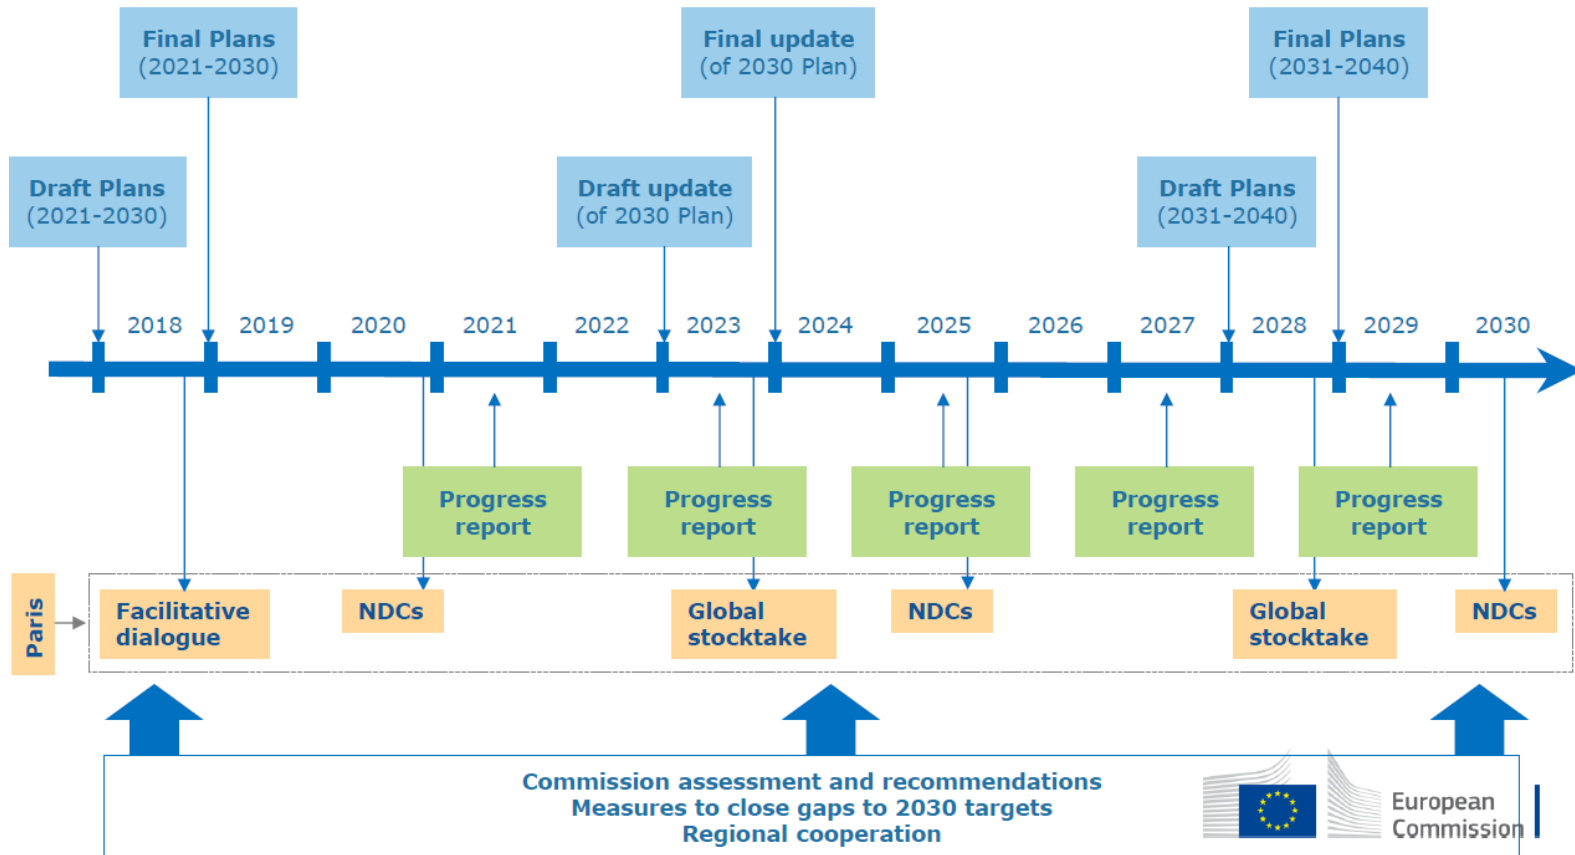 Final Plans
(2021-2030)
Final update
(of 2030 Plan)
Final Plans
(2031-2040)
Draft Plans
(2021-2030)
Draft update
(of 2030 Plan)
Draft Plans
(2031-2040)
2018
2019
2020
2021
2022
2023
2024
2025
2026
2027
2028
2029
2030
Progress
report
Progress
report
Progress
report
Progress
report
Progress
report
Paris
Facilitative
dialogue
NDCs
Global
stocktake
NDCs
Global
stocktake
NDCs
Commission assessment and recommendations
Measures to close gaps to 2030 targets
Regional cooperation
European
Commission